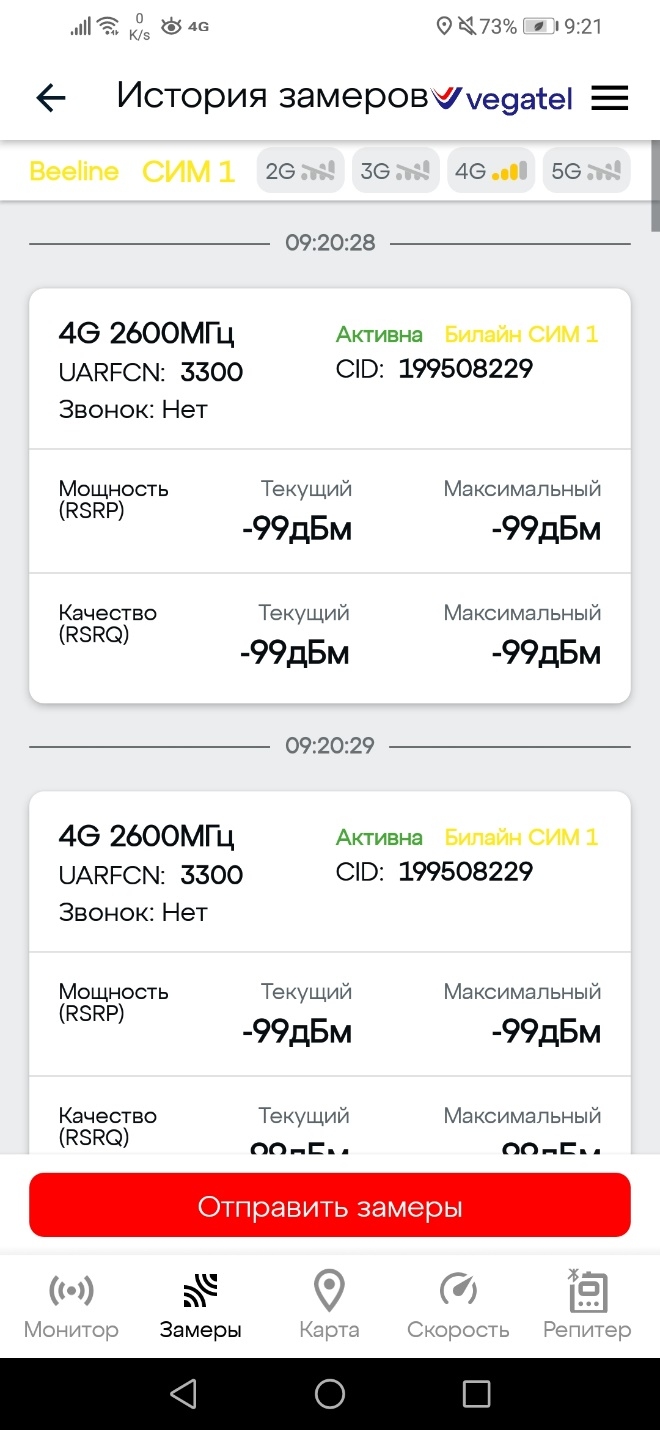 0 K/s 4G 73% 9:21
История замеров vegatel
Beeline СИМ 1 2G 3G 4G 5G
09:20:28
4G 2600МГц Активна Билайн СИМ 1
UARFCN: 3300 CID: 199508229
Звонок: Нет
Мощность Текущий Максимальный
(RSRP) -99дБм -99дБм
Качество Текущий Максимальный
(RSRQ) -99дБм -99дБм
09:20:29
4G 2600МГц Активна Билайн СИМ 1
UARFCN: 3300 CID: 199508229
Звонок: Нет
Мощность Текущий Максимальный
(RSRP) -99дБм -99дБм
Качество Текущий Максимальный
(RSRQ) -99дБм -99дБм
Отправить замеры
Монитор Замеры Карта Скорость Репитер